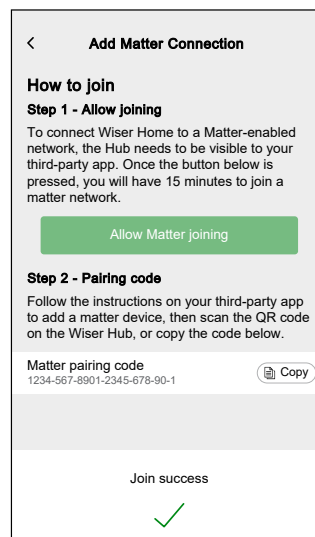 Add Matter Connection
How to join
Step 1 - Allow joining
To connect Wiser Home to a Matter-enabled
network, the Hub needs to be visible to your
third-party app. Once the button below is
pressed, you will have 15 minutes to join a
matter network.
Allow Matter joining
Step 2 - Pairing code
Follow the instructions on your third-party app
to add a matter device, then scan the QR code
on the Wiser Hub, or copy the code below.
Matter pairing code
Copy
1234-567-8901-2345-678-90-1
Join success